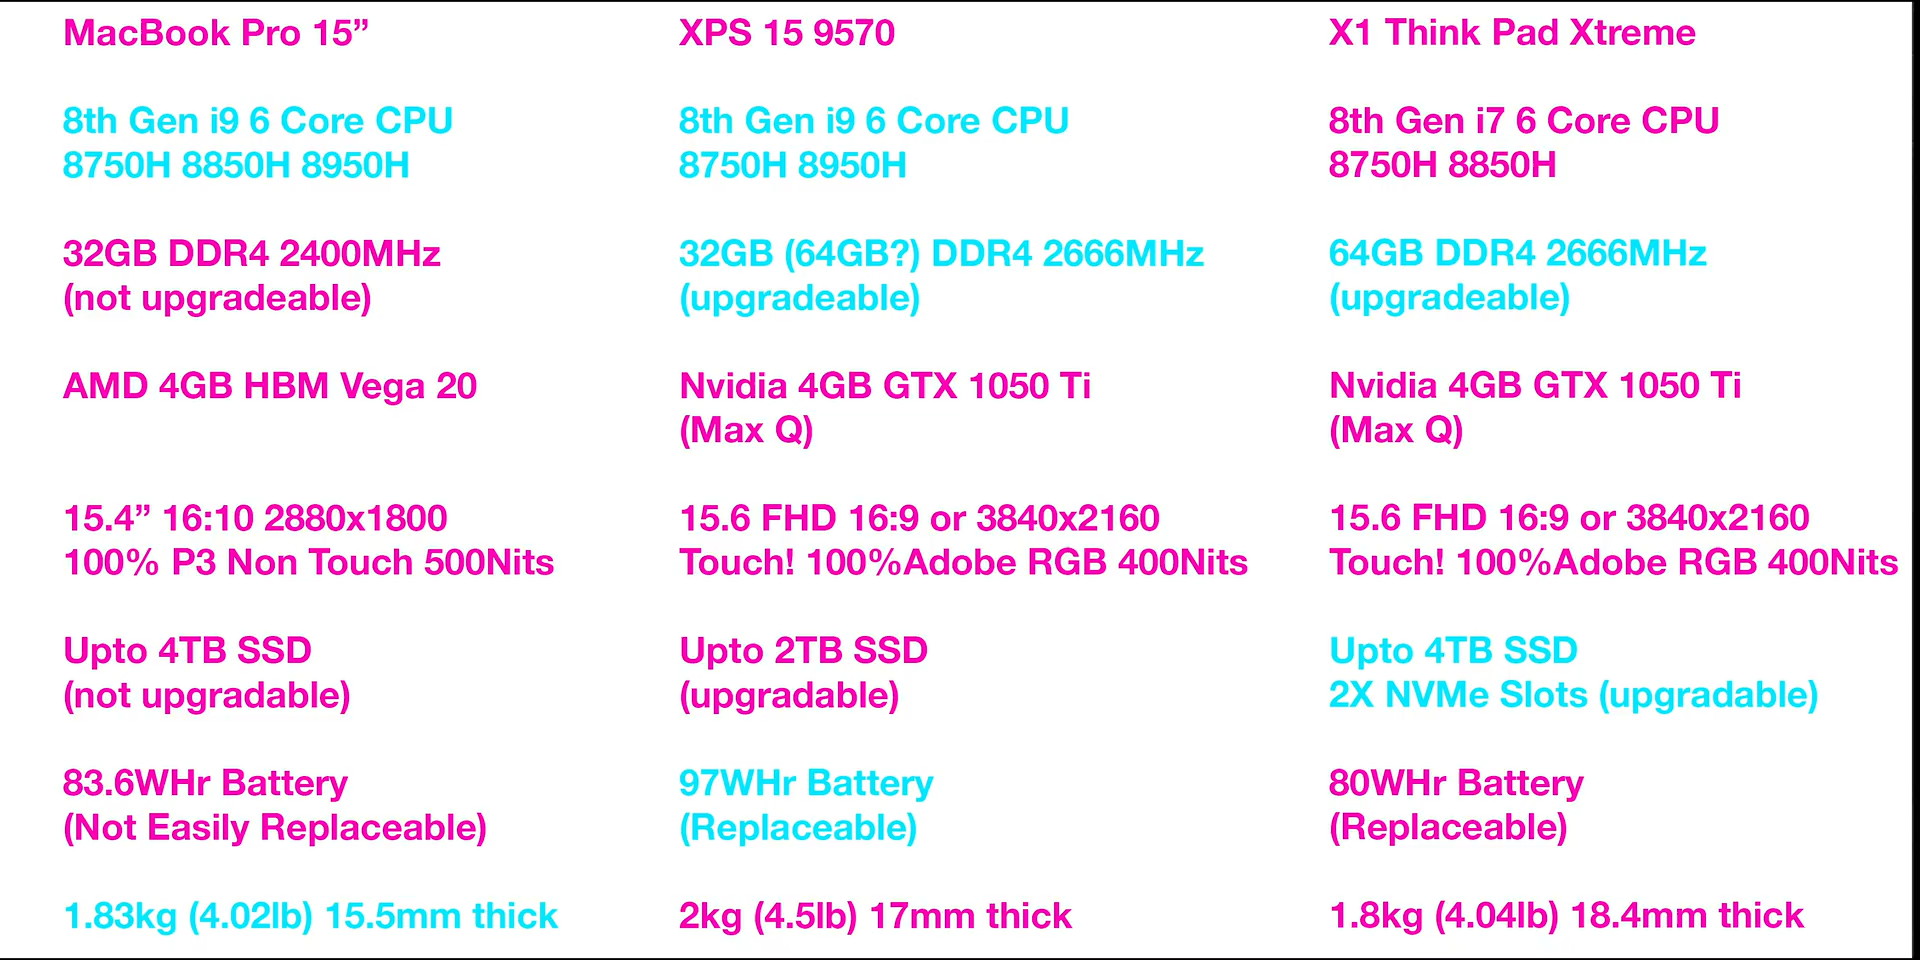 MacBook Pro 15”
8th Gen i9 6 Core CPU
8750H 8850H 8950H
32GB DDR4 2400MHz
(not upgradeable)
AMD 4GB HBM Vega 20
15.4” 16:10 2880x1800
100% P3 Non Touch 500Nits
Upto 4TB SSD
(not upgradable)
83.6WHr Battery
(Not Easily Replaceable)
1.83kg (4.02lb) 15.5mm thick
XPS 15 9570
8th Gen i9 6 Core CPU
8750H 8950H
32GB (64GB?) DDR4 2666MHz
(upgradeable)
Nvidia 4GB GTX 1050 Ti
(Max Q)
15.6 FHD 16:9 or 3840x2160
Touch! 100%Adobe RGB 400Nits
Upto 2TB SSD
(upgradable)
97WHr Battery
(Replaceable)
2kg (4.5lb) 17mm thick
X1 Think Pad Xtreme
8th Gen i7 6 Core CPU
8750H 8850H
64GB DDR4 2666MHz
(upgradeable)
Nvidia 4GB GTX 1050 Ti
(Max Q)
15.6 FHD 16:9 or 3840x2160
Touch! 100%Adobe RGB 400Nits
Upto 4TB SSD
2X NVMe Slots (upgradable)
80WHr Battery
(Replaceable)
1.8kg (4.04lb) 18.4mm thick